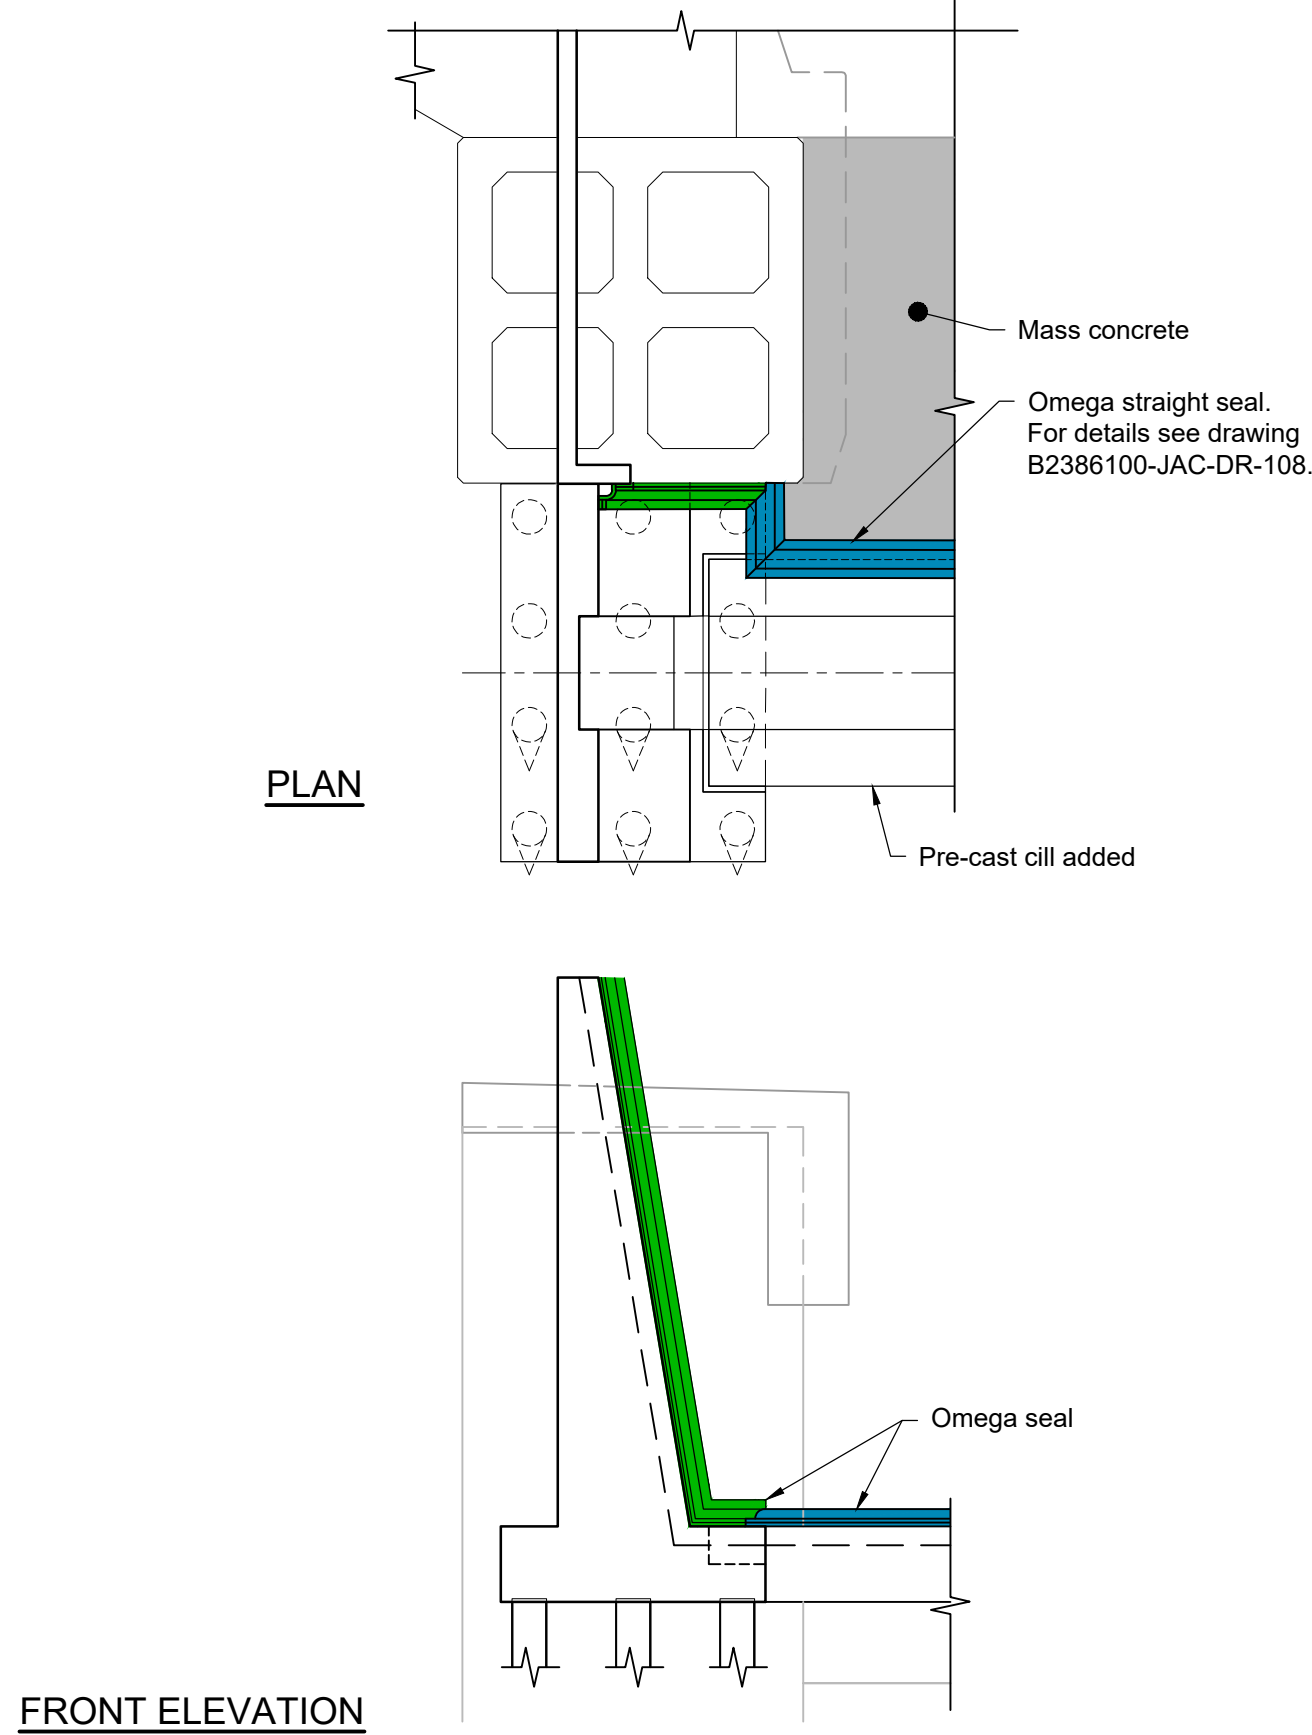 Mass concrete
Omega straight seal.
For details see drawing
B2386100-JAC-DR-108.
PLAN
Pre-cast cill added
Omega seal
FRONT ELEVATION